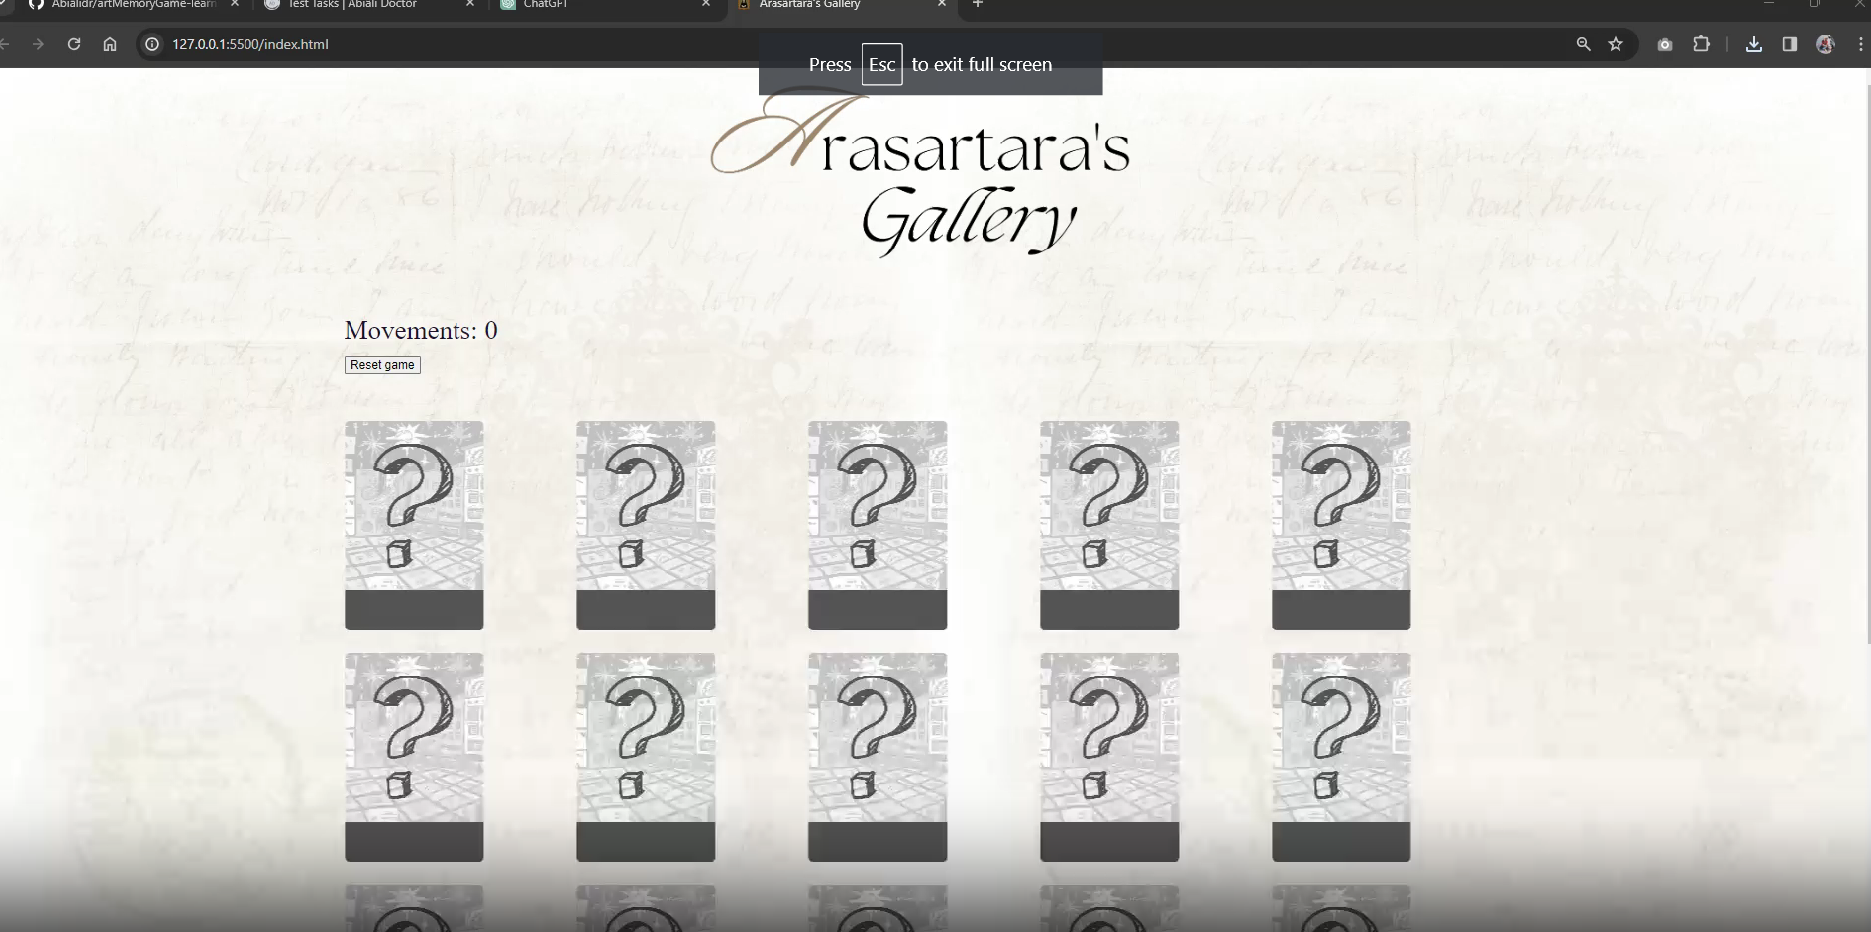 Abialidr/artMemoryGame-learn
Test Tasks | Abiali Doctor
ChatGPT
Arasartara's Gallery
127.0.0.1:5500/index.html
Press Esc to exit full screen
Arasartara's
Gallery
Movements: 0
Reset game
? ? ? ? ?
? ? ? ? ?